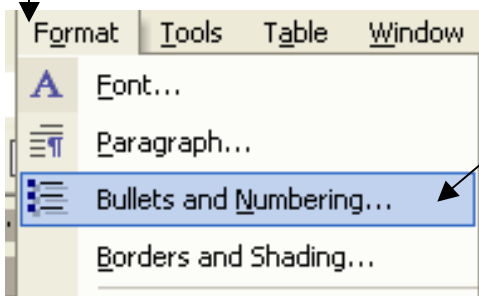 Format Tools Table Window
Font...
Paragraph...
Bullets and Numbering...
Borders and Shading...